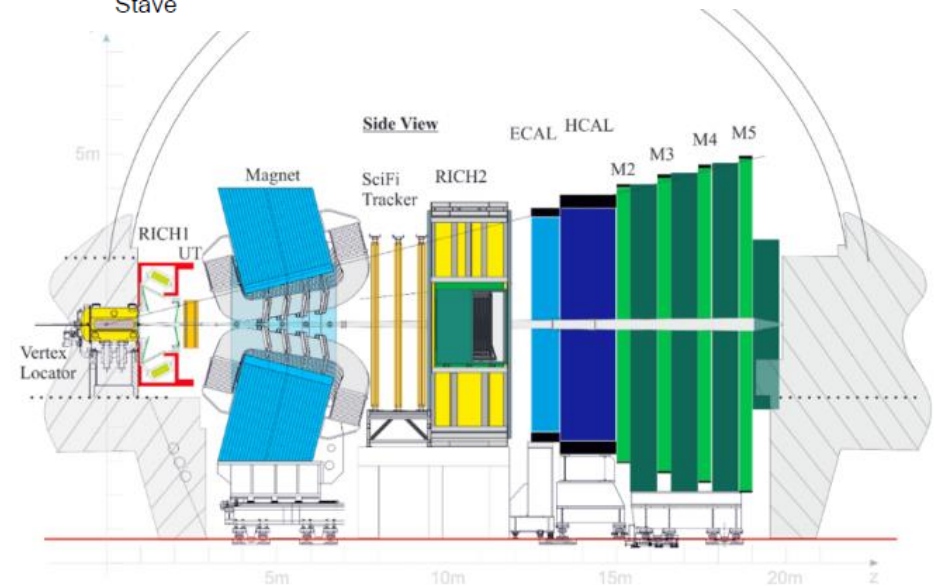 Stave
Side View
ECAL
HCAL
M5
M4
M3
M2
5m
Magnet
SciFi
Tracker
RICH2
RICH1
UT
Vertex
Locator
5m
10m
15m
20m
z